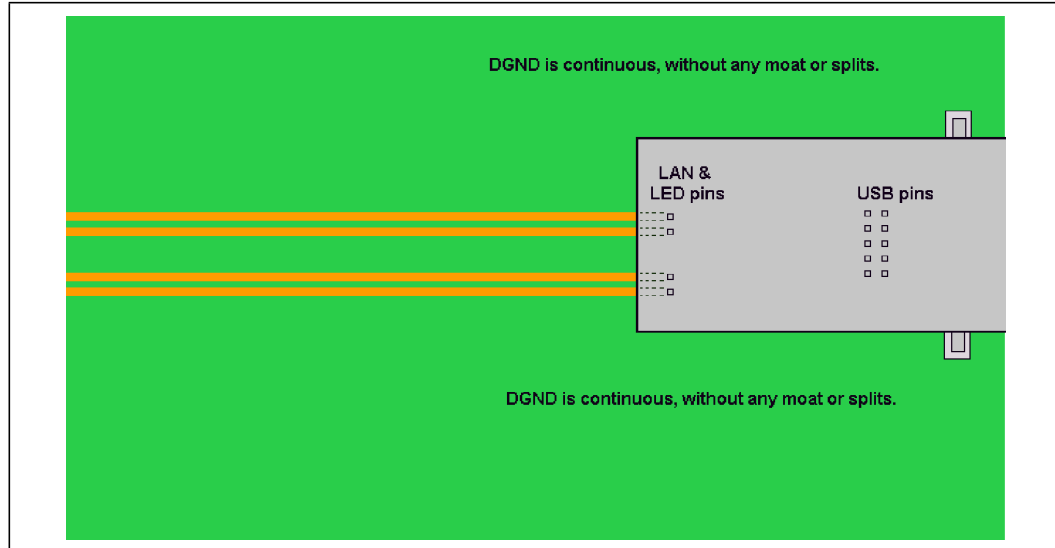 DGND is continuous, without any moat or splits.
LAN &
LED pins
USB pins
DGND is continuous, without any moat or splits.